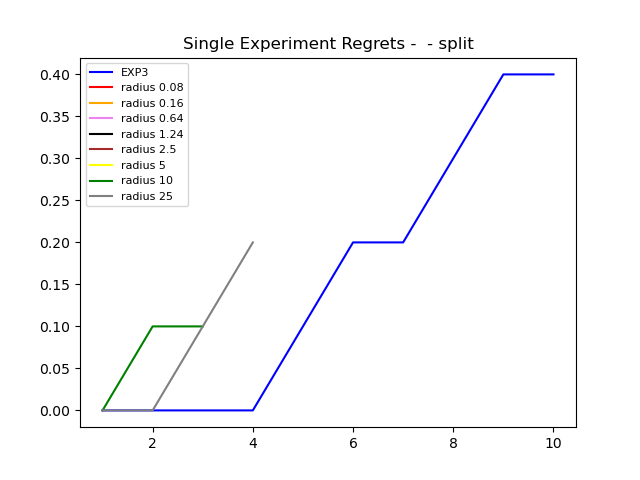 Single Experiment Regrets -  - split
0.40
0.35
0.30
0.25
0.20
0.15
0.10
0.05
0.00
EXP3
radius 0.08
radius 0.16
radius 0.64
radius 1.24
radius 2.5
radius 5
radius 10
radius 25
2 4 6 8 10